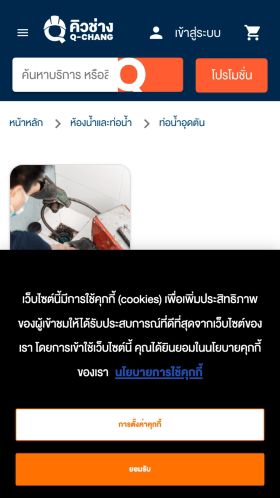 คิวช่าง
Q-CHANG
เข้าสู่ระบบ
ค้นหาบริการ หรือสิ
โปรโมชั่น
หน้าหลัก > ห้องน้ำและท่อน้ำ > ท่อน้ำอุดตัน
เว็บไซต์นี้มีการใช้คุกกี้ (cookies) เพื่อเพิ่มประสิทธิภาพ
ของผู้เข้าชมให้ได้รับประสบการณ์ที่ดีที่สุดจากเว็บไซต์ของ
เรา โดยการเข้าใช้เว็บไซต์นี้ คุณได้ยินยอมในนโยบายคุกกี้
ของเรา นโยบายการใช้คุกกี้
การตั้งค่าคุกกี้
ยอมรับ